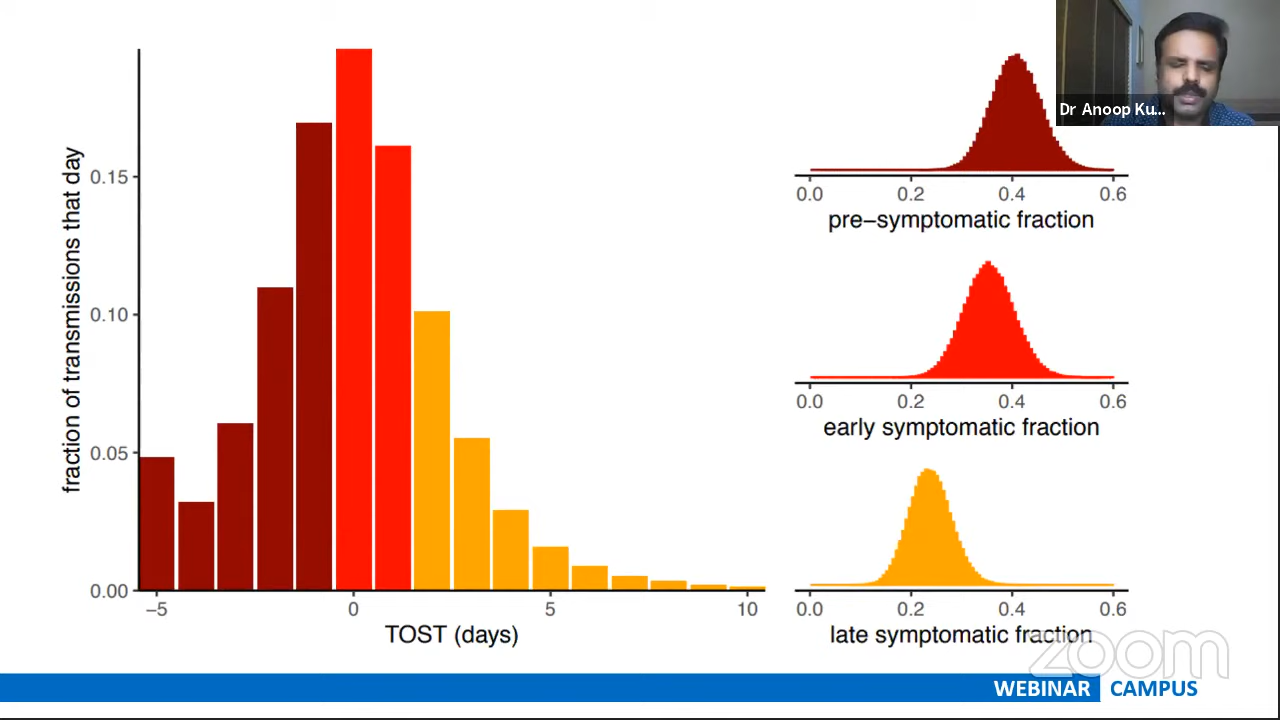 fraction of transmissions that day
0.15
0.10
0.05
0.00
−5
0
5
10
TOST (days)
Dr Anoop Ku...
0.0 0.2 0.4 0.6
pre−symptomatic fraction
0.0 0.2 0.4 0.6
early symptomatic fraction
0.0 0.2 0.4 0.6
late symptomatic fraction
zoom
WEBINAR CAMPUS